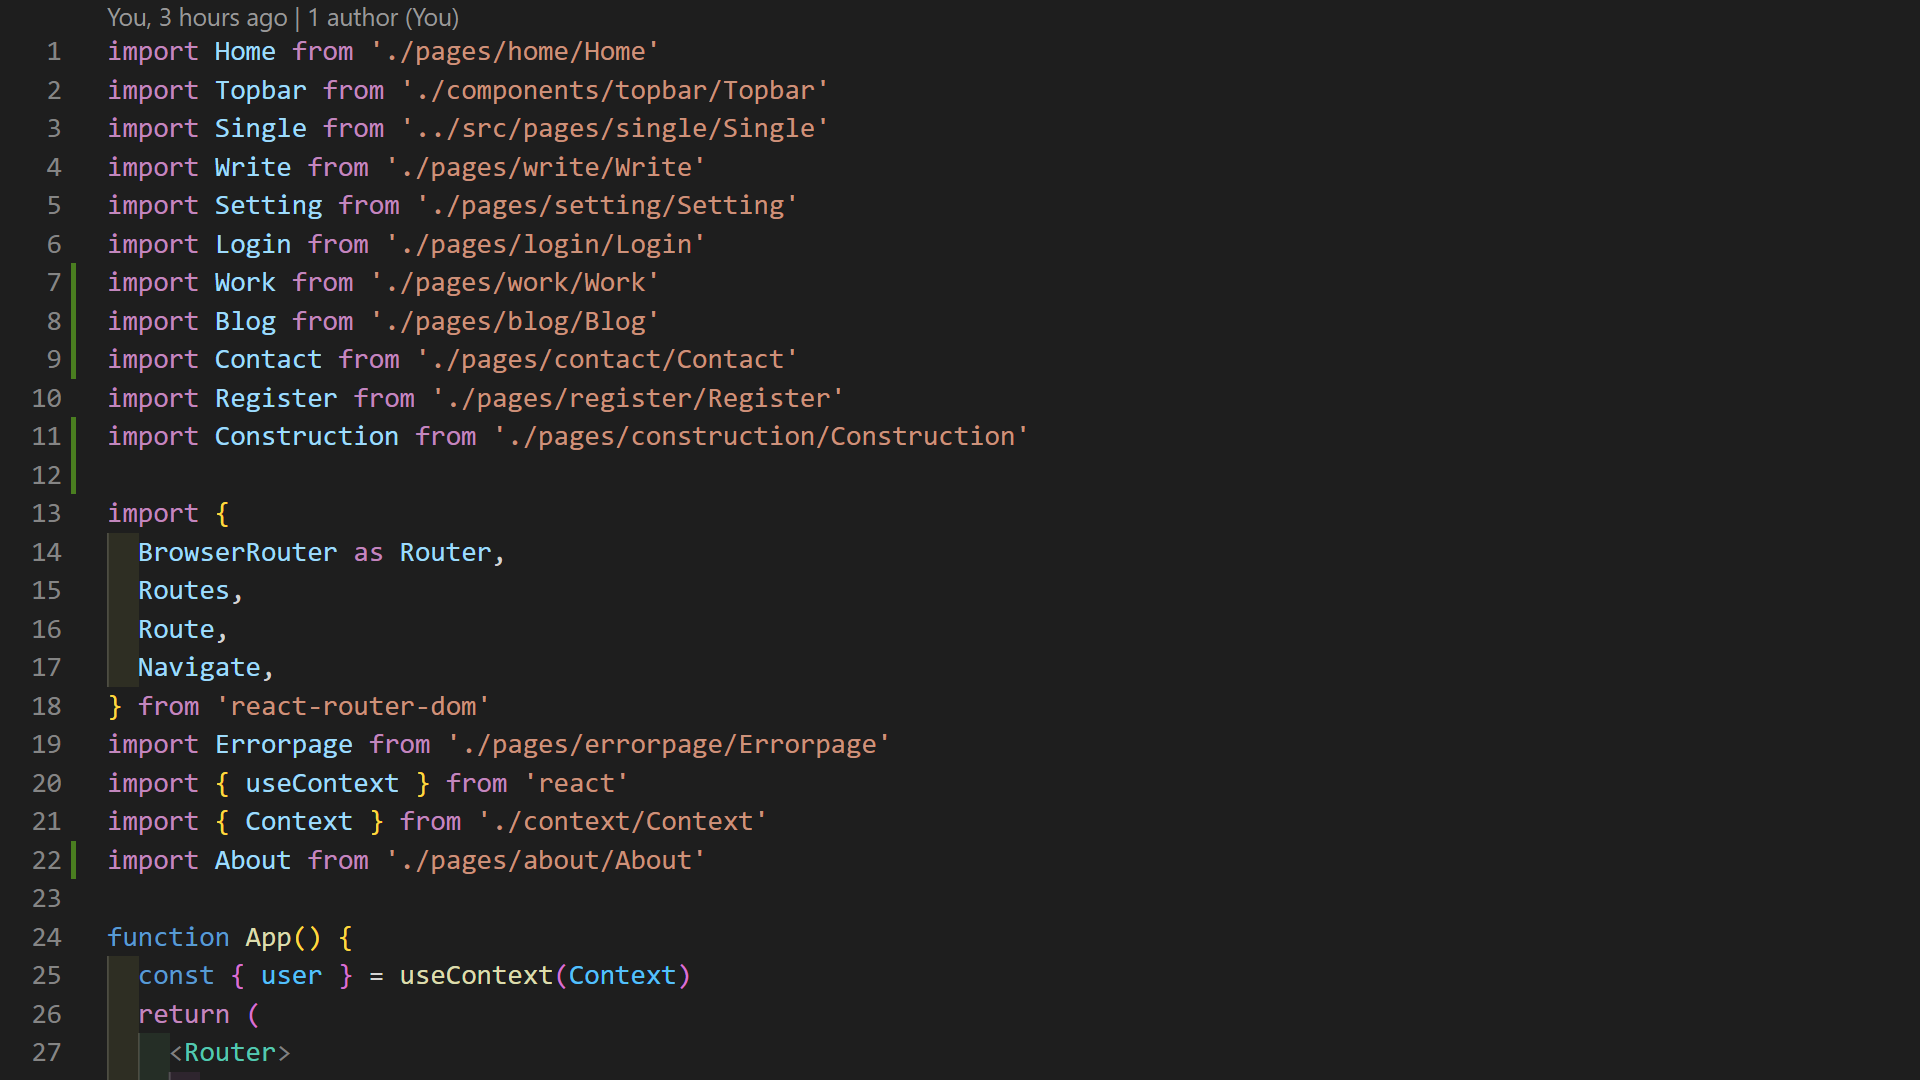 You, 3 hours ago | 1 author (You)
1 import Home from './pages/home/Home'
2 import Topbar from './components/topbar/Topbar'
3 import Single from '../src/pages/single/Single'
4 import Write from './pages/write/Write'
5 import Setting from './pages/setting/Setting'
6 import Login from './pages/login/Login'
7 import Work from './pages/work/Work'
8 import Blog from './pages/blog/Blog'
9 import Contact from './pages/contact/Contact'
10 import Register from './pages/register/Register'
11 import Construction from './pages/construction/Construction'
12
13 import {
14   BrowserRouter as Router,
15   Routes,
16   Route,
17   Navigate,
18 } from 'react-router-dom'
19 import Errorpage from './pages/errorpage/Errorpage'
20 import { useContext } from 'react'
21 import { Context } from './context/Context'
22 import About from './pages/about/About'
23
24 function App() {
25   const { user } = useContext(Context)
26   return (
27     <Router>